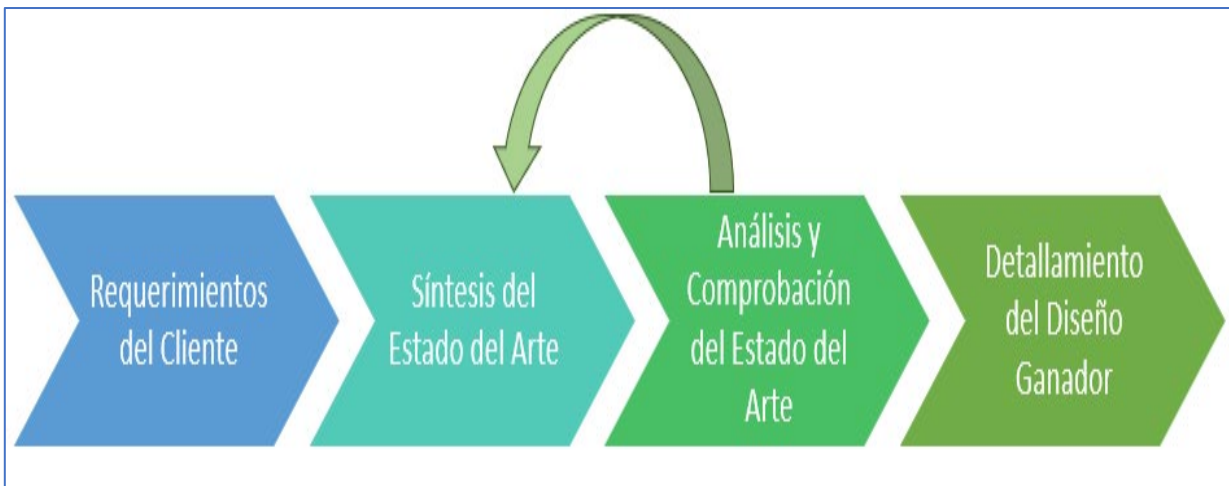 Requerimientos
del Cliente
Síntesis del
Estado del Arte
Análisis y
Comprobación
del Estado del
Arte
Detallamiento
del Diseño
Ganador